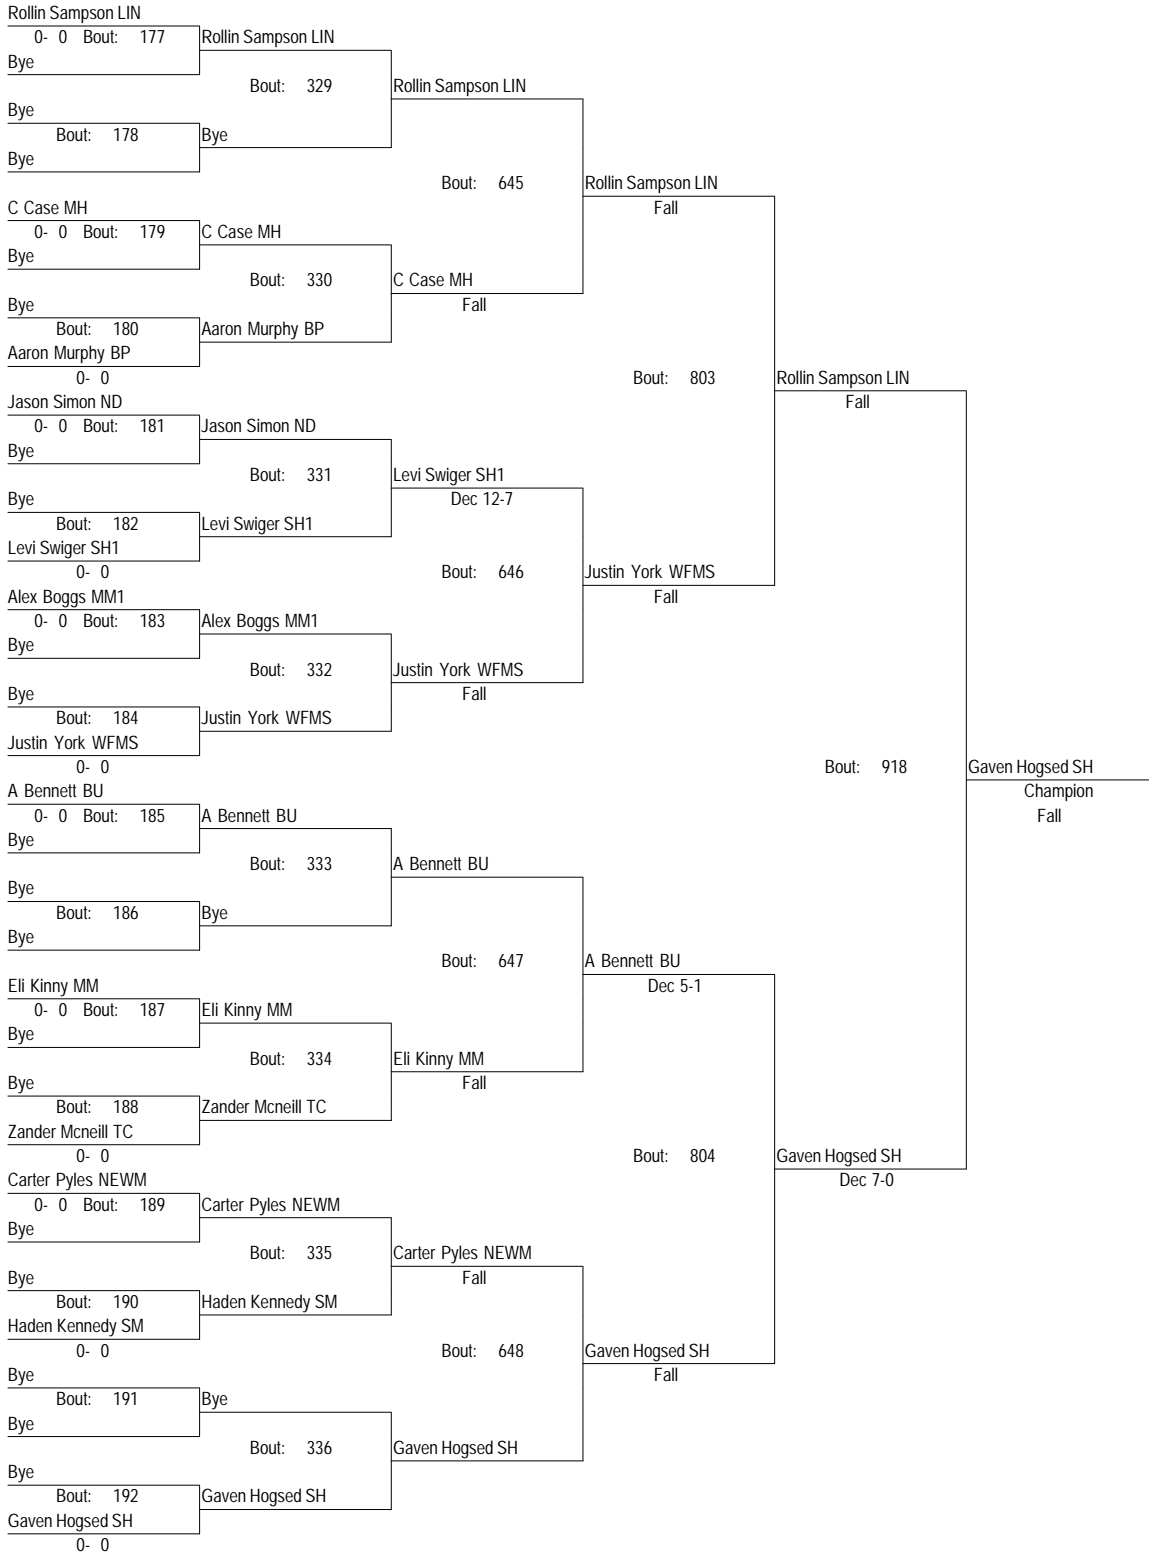 Rollin Sampson LIN
0- 0 Bout: 177 Rollin Sampson LIN
Bye
Bout: 329 Rollin Sampson LIN
Bye
Bout: 178 Bye
Bye
Bout: 645 Rollin Sampson LIN
Fall
C Case MH
0- 0 Bout: 179 C Case MH
Bye
Bout: 330 C Case MH
Fall
Bye
Bout: 180 Aaron Murphy BP
Aaron Murphy BP
0- 0
Bout: 803 Rollin Sampson LIN
Fall
Jason Simon ND
0- 0 Bout: 181 Jason Simon ND
Bye
Bout: 331 Levi Swiger SH1
Dec 12-7
Bye
Bout: 182 Levi Swiger SH1
Levi Swiger SH1
0- 0
Bout: 646 Justin York WFMS
Fall
Alex Boggs MM1
0- 0 Bout: 183 Alex Boggs MM1
Bye
Bout: 332 Justin York WFMS
Fall
Bye
Bout: 184 Justin York WFMS
Justin York WFMS
0- 0
Bout: 918 Gaven Hogsed SH
Champion
Fall
A Bennett BU
0- 0 Bout: 185 A Bennett BU
Bye
Bout: 333 A Bennett BU
Bye
Bout: 186 Bye
Bye
Bout: 647 A Bennett BU
Dec 5-1
Eli Kinny MM
0- 0 Bout: 187 Eli Kinny MM
Bye
Bout: 334 Eli Kinny MM
Fall
Bye
Bout: 188 Zander Mcneill TC
Zander Mcneill TC
0- 0
Bout: 804 Gaven Hogsed SH
Dec 7-0
Carter Pyles NEWM
0- 0 Bout: 189 Carter Pyles NEWM
Bye
Bout: 335 Carter Pyles NEWM
Fall
Bye
Bout: 190 Haden Kennedy SM
Haden Kennedy SM
0- 0
Bout: 648 Gaven Hogsed SH
Fall
Bye
Bout: 191 Bye
Bye
Bout: 336 Gaven Hogsed SH
Bye
Bout: 192 Gaven Hogsed SH
Gaven Hogsed SH
0- 0